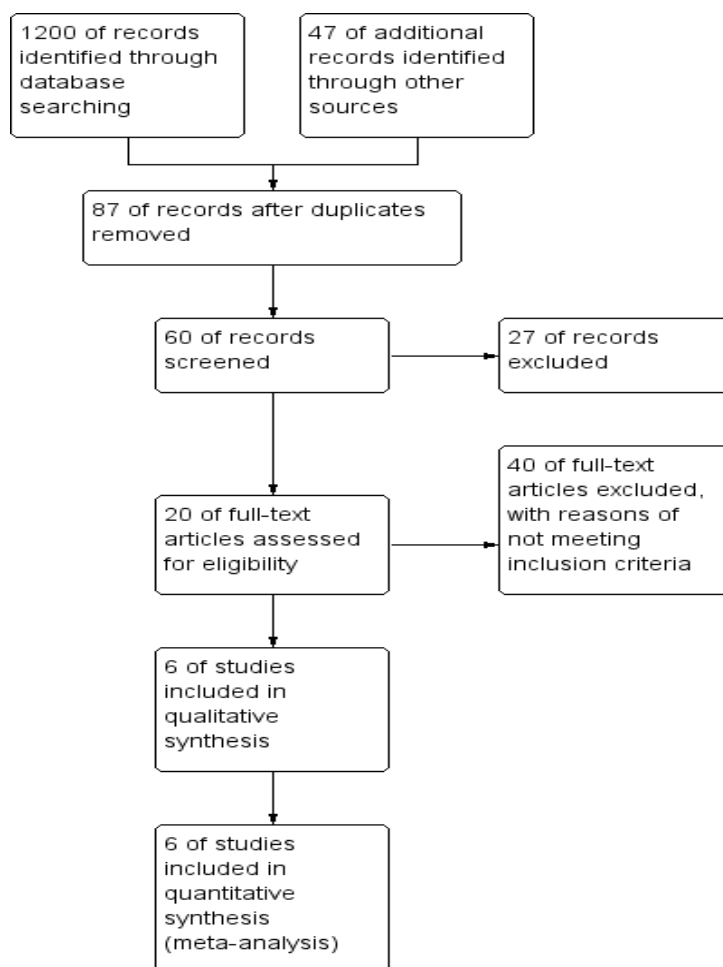 1200 of records
identified through
database
searching
47 of additional
records identified
through other
sources
87 of records after duplicates
removed
60 of records
screened
27 of records
excluded
20 of full-text
articles assessed
for eligibility
40 of full-text
articles excluded,
with reasons of
not meeting
inclusion criteria
6 of studies
included in
qualitative
synthesis
6 of studies
included in
quantitative
synthesis
(meta-analysis)